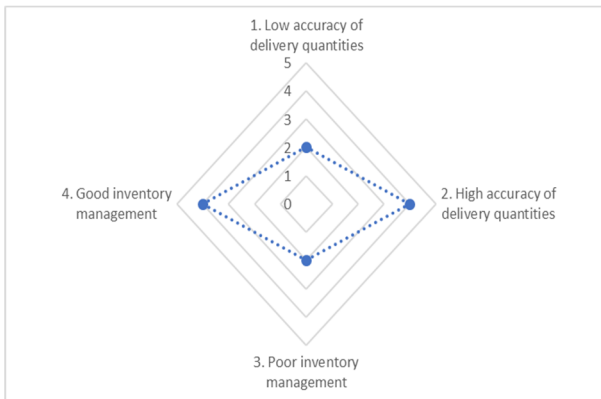 1. Low accuracy of
delivery quantities
5
4
3
2
1
0
4. Good inventory
management
2. High accuracy of
delivery quantities
3. Poor inventory
management